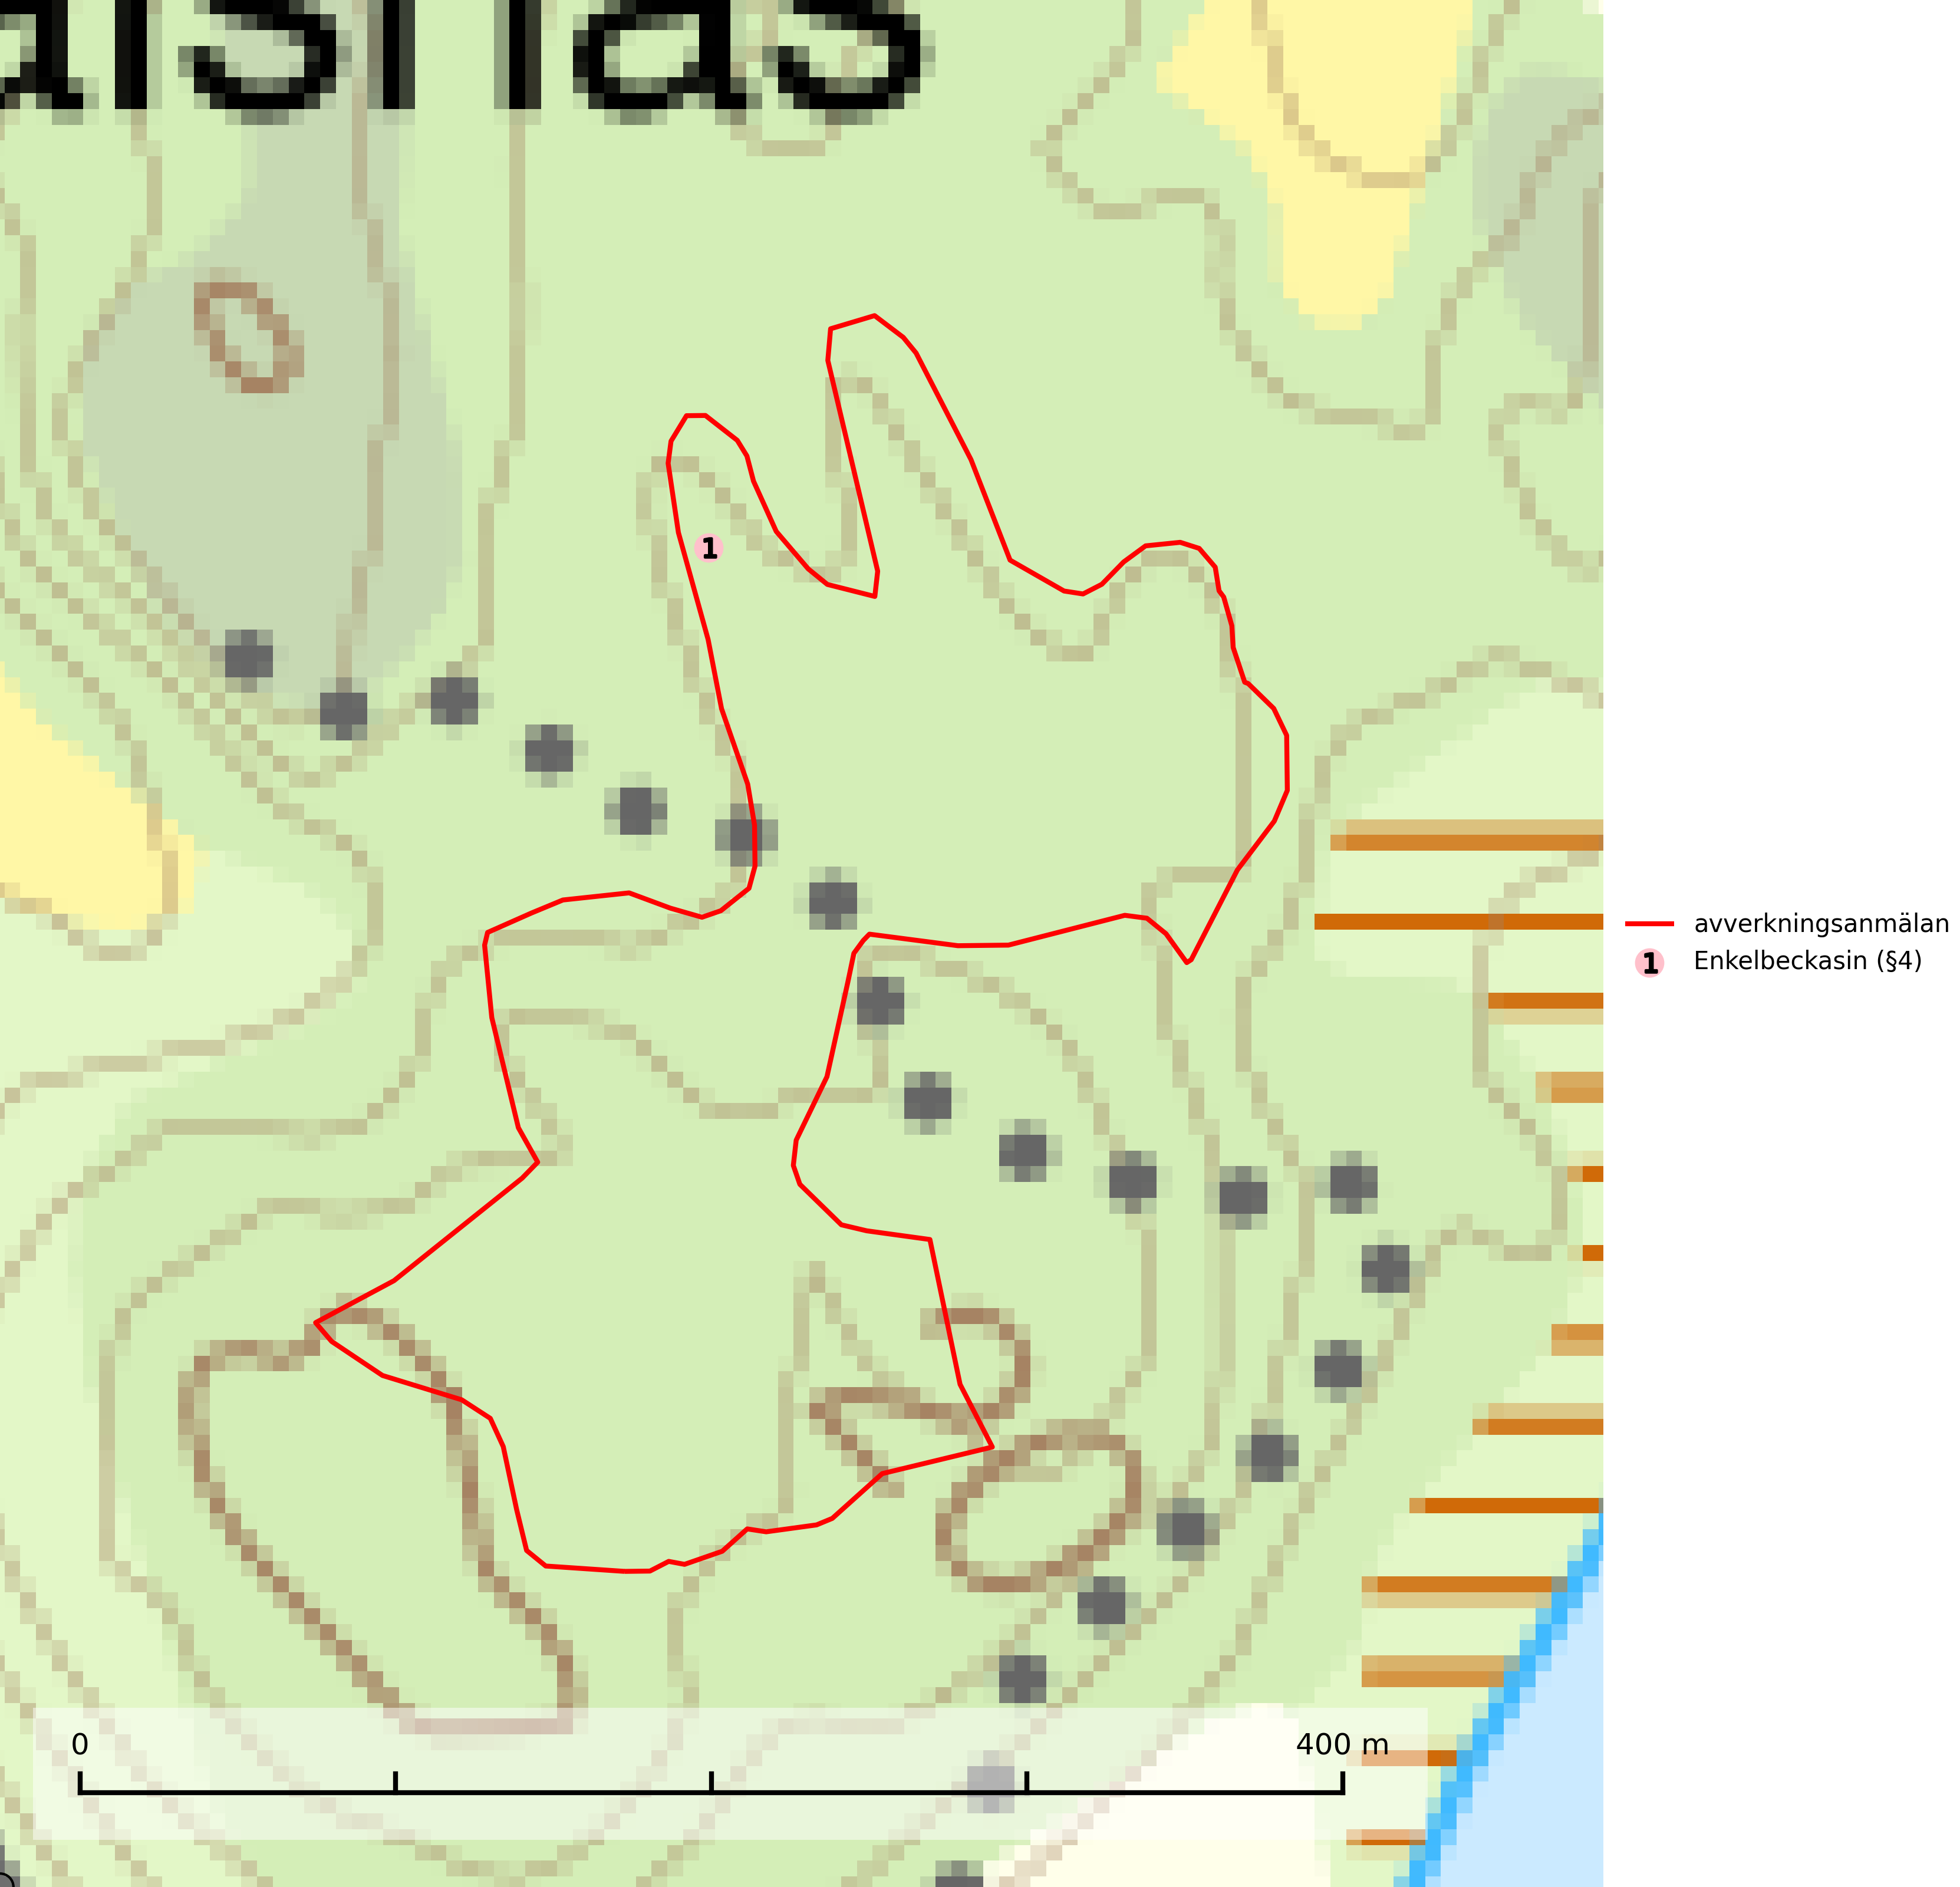 avverkningsanmälan
1 Enkelbeckasin (§4)
1
0 400 m